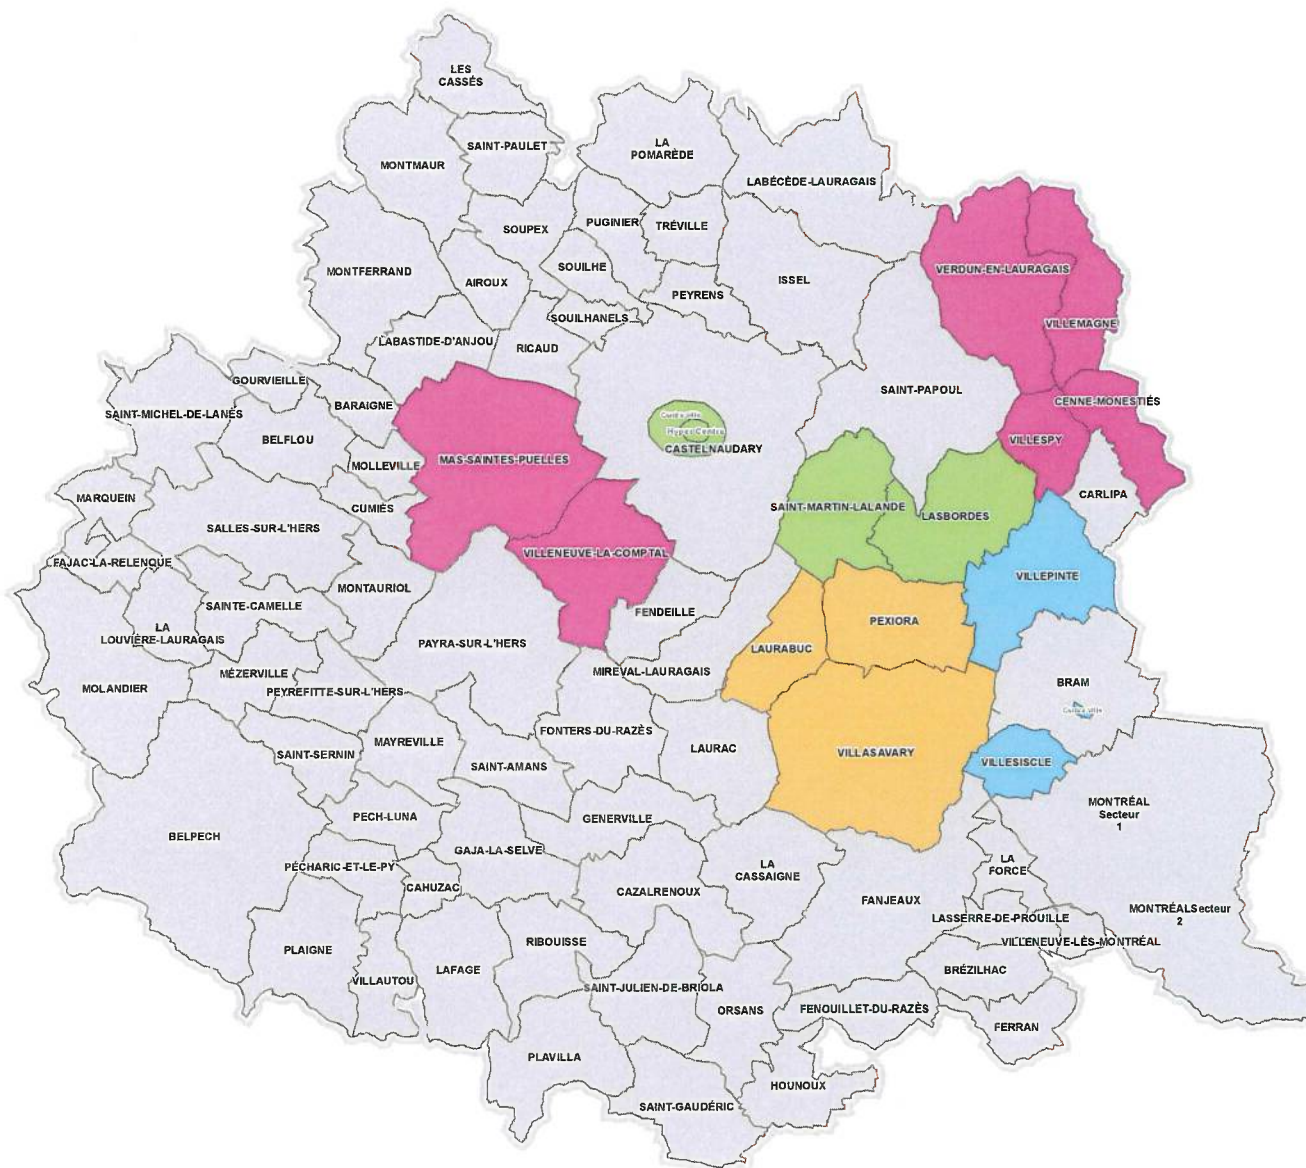 LES
CASSÉS
SAINT-PAULET
LA
POMARÈDE
MONTMAUR
LABÉCÈDE-LAURAGAIS
SOUPEX
PUGINIER
TRÉVILLE
MONTFERRAND
AIROUX
SOUILHE
PEYRENS
ISSEL
VERDUN-EN-LAURAGAIS
VILLEMAGNE
SOUILHANELS
LABASTIDE-D'ANJOU
RICAUD
GOURVIEILLE
BARAIGNE
SAINT-PAPOUL
CENNE-MONESTIÉS
SAINT-MICHEL-DE-LANÈS
BELFLOU
Centre ville
Hyper Centre
CASTELNAUDARY
VILLESPY
MOLLEVILLE
MAS-SAINTES-PUELLES
MARQUEIN
CUMIÉS
CARLIPA
SAINT-MARTIN-LALANDE
LASBORDES
SALLES-SUR-L'HERS
FAJAC-LA-RELENQUE
VILLENEUVE-LA-COMPTAL
VILLEPINTE
MONTAURIOL
SAINTE-CAMELLE
FENDEILLE
PEXIORA
LA
LOUVIÈRE-LAURAGAIS
PAYRA-SUR-L'HERS
LAURABUC
MÉZERVILLE
MIREVAL-LAURAGAIS
MOLANDIER
PEYREFITTE-SUR-L'HERS
BRAM
Centre ville
FONTERS-DU-RAZÈS
MAYREVILLE
LAURAC
SAINT-SERNIN
SAINT-AMANS
VILLASAVARY
VILLESISCLE
MONTRÉAL
Secteur
1
PECH-LUNA
GENERVILLE
BELPECH
GAJA-LA-SELVE
PÉCHARIC-ET-LE-PY
CAHUZAC
CAZALRENOUX
LA
CASSAIGNE
LA
FORCE
FANJEAUX
LASSERRE-DE-PROUILLE
MONTRÉALSecteur
2
VILLENEUVE-LÈS-MONTRÉAL
PLAIGNE
RIBOUISSE
LAFAGE
BRÉZILHAC
VILLAUTOU
SAINT-JULIEN-DE-BRIOLA
ORSANS
FENOUILLET-DU-RAZÈS
FERRAN
PLAVILLA
HOUNOUX
SAINT-GAUDÉRIC